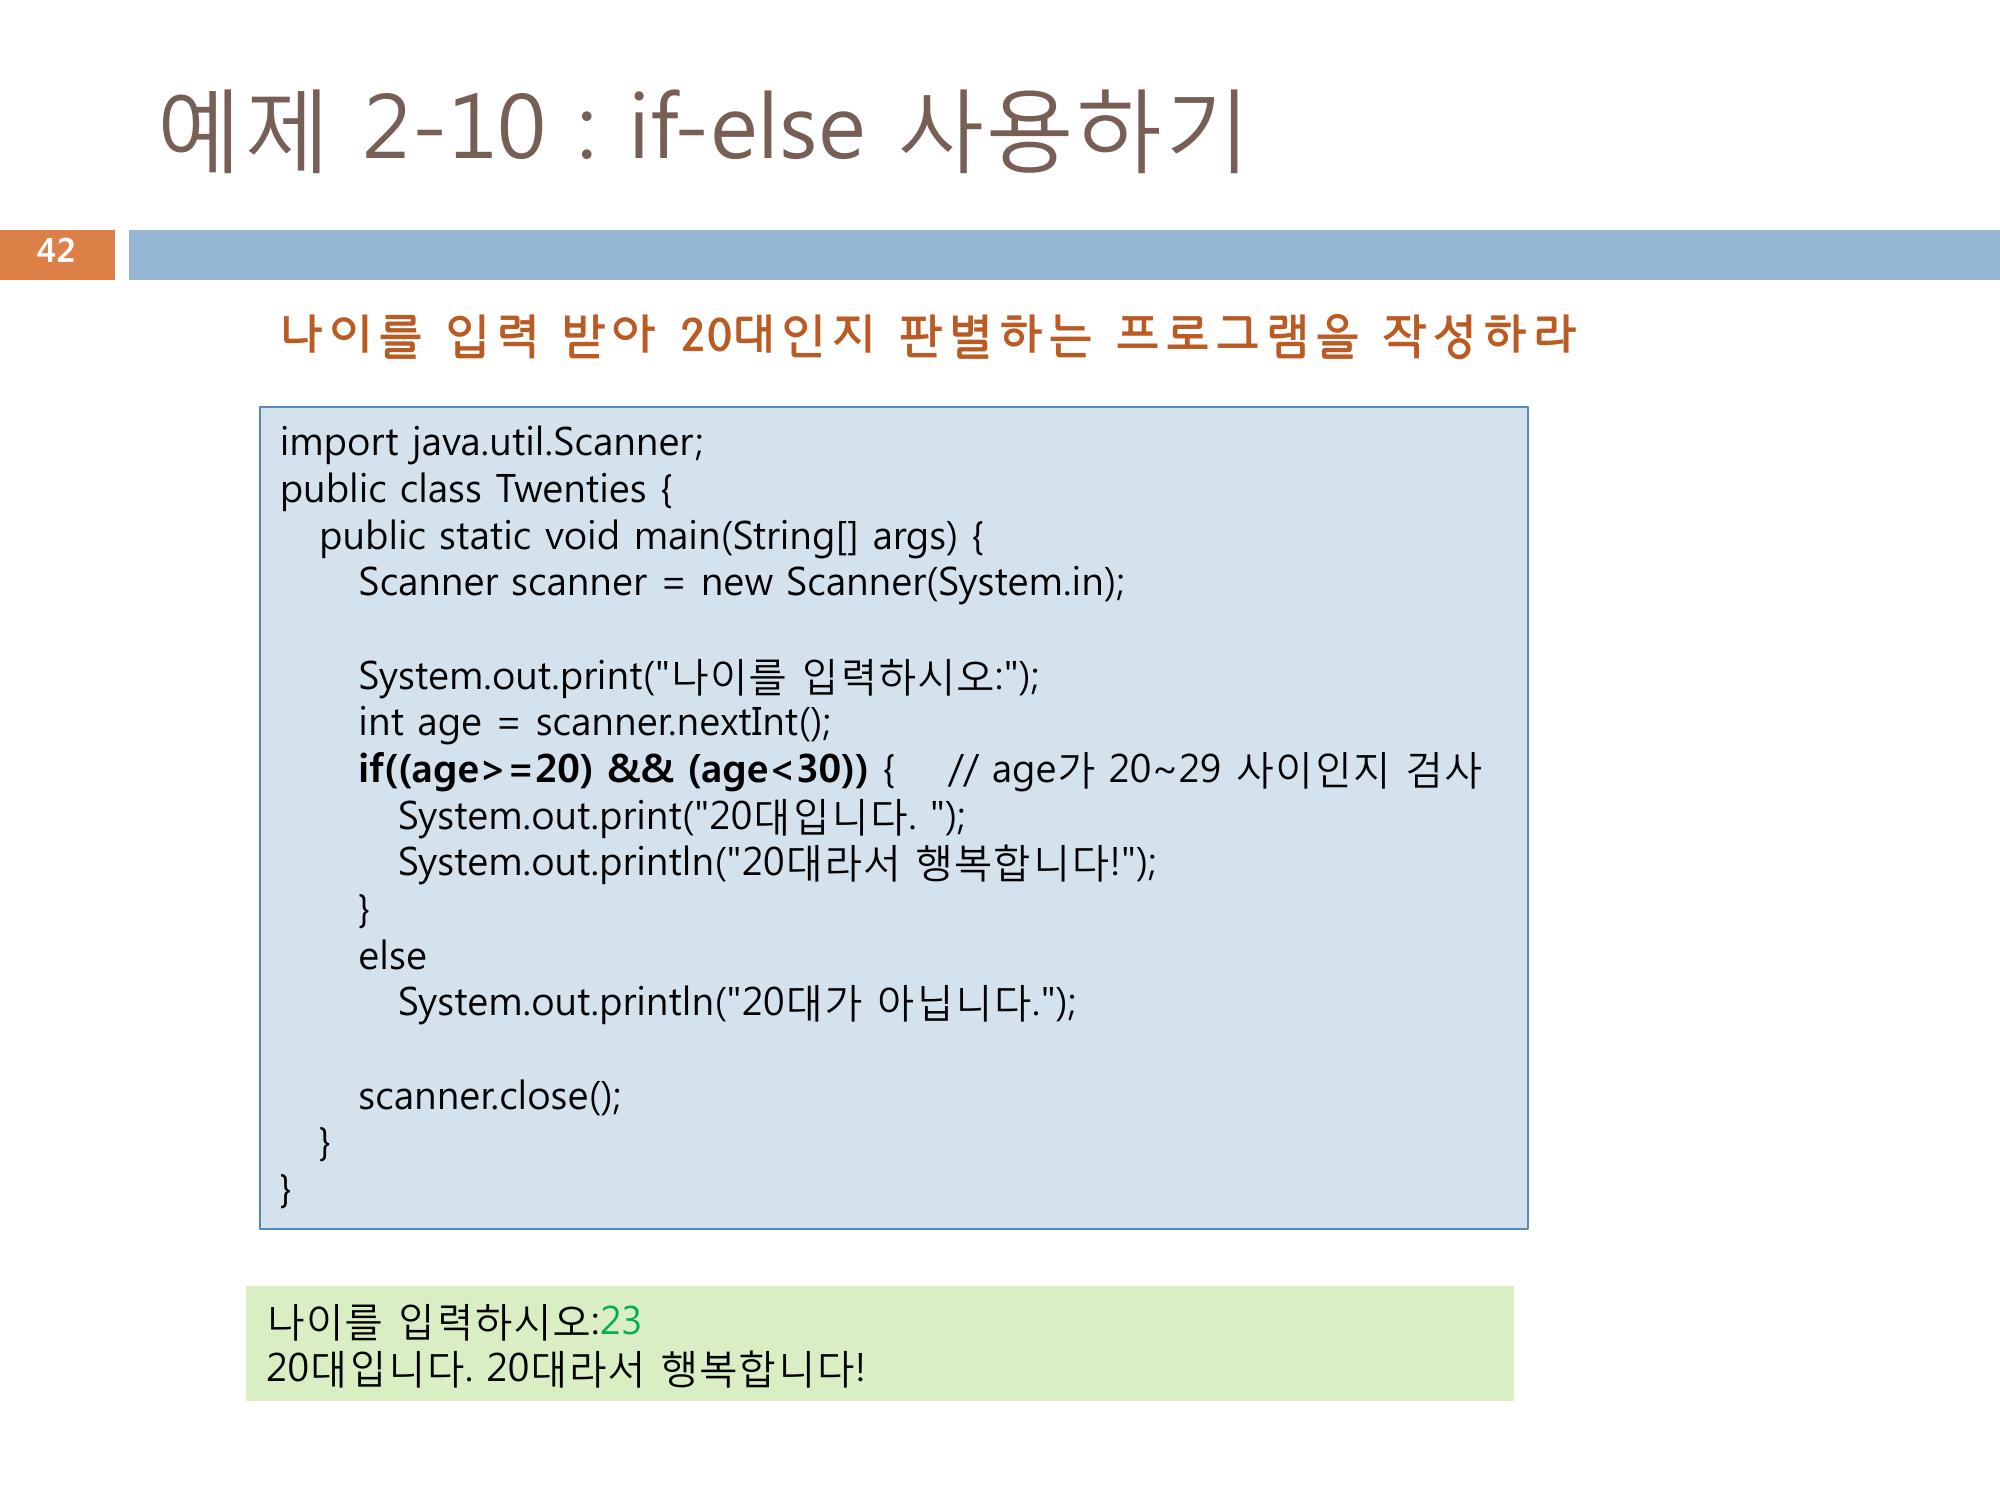 예제 2-10 : if-else 사용하기
42
나이를 입력 받아 20대인지 판별하는 프로그램을 작성하라
import java.util.Scanner;
public class Twenties {
public static void main(String[] args) {
Scanner scanner = new Scanner(System.in);
System.out.print("나이를 입력하시오:");
int age = scanner.nextInt();
if((age>=20) && (age<30)) { // age가 20~29 사이인지 검사
System.out.print("20대입니다. ");
System.out.println("20대라서 행복합니다!");
}
else
System.out.println("20대가 아닙니다.");
scanner.close();
}
}
나이를 입력하시오:23
20대입니다. 20대라서 행복합니다!